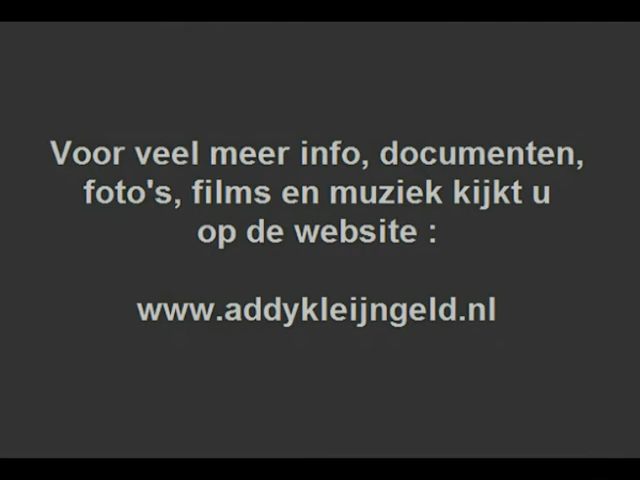 Voor veel meer info, documenten,
foto's, films en muziek kijkt u
op de website :
www.addykleijngeld.nl